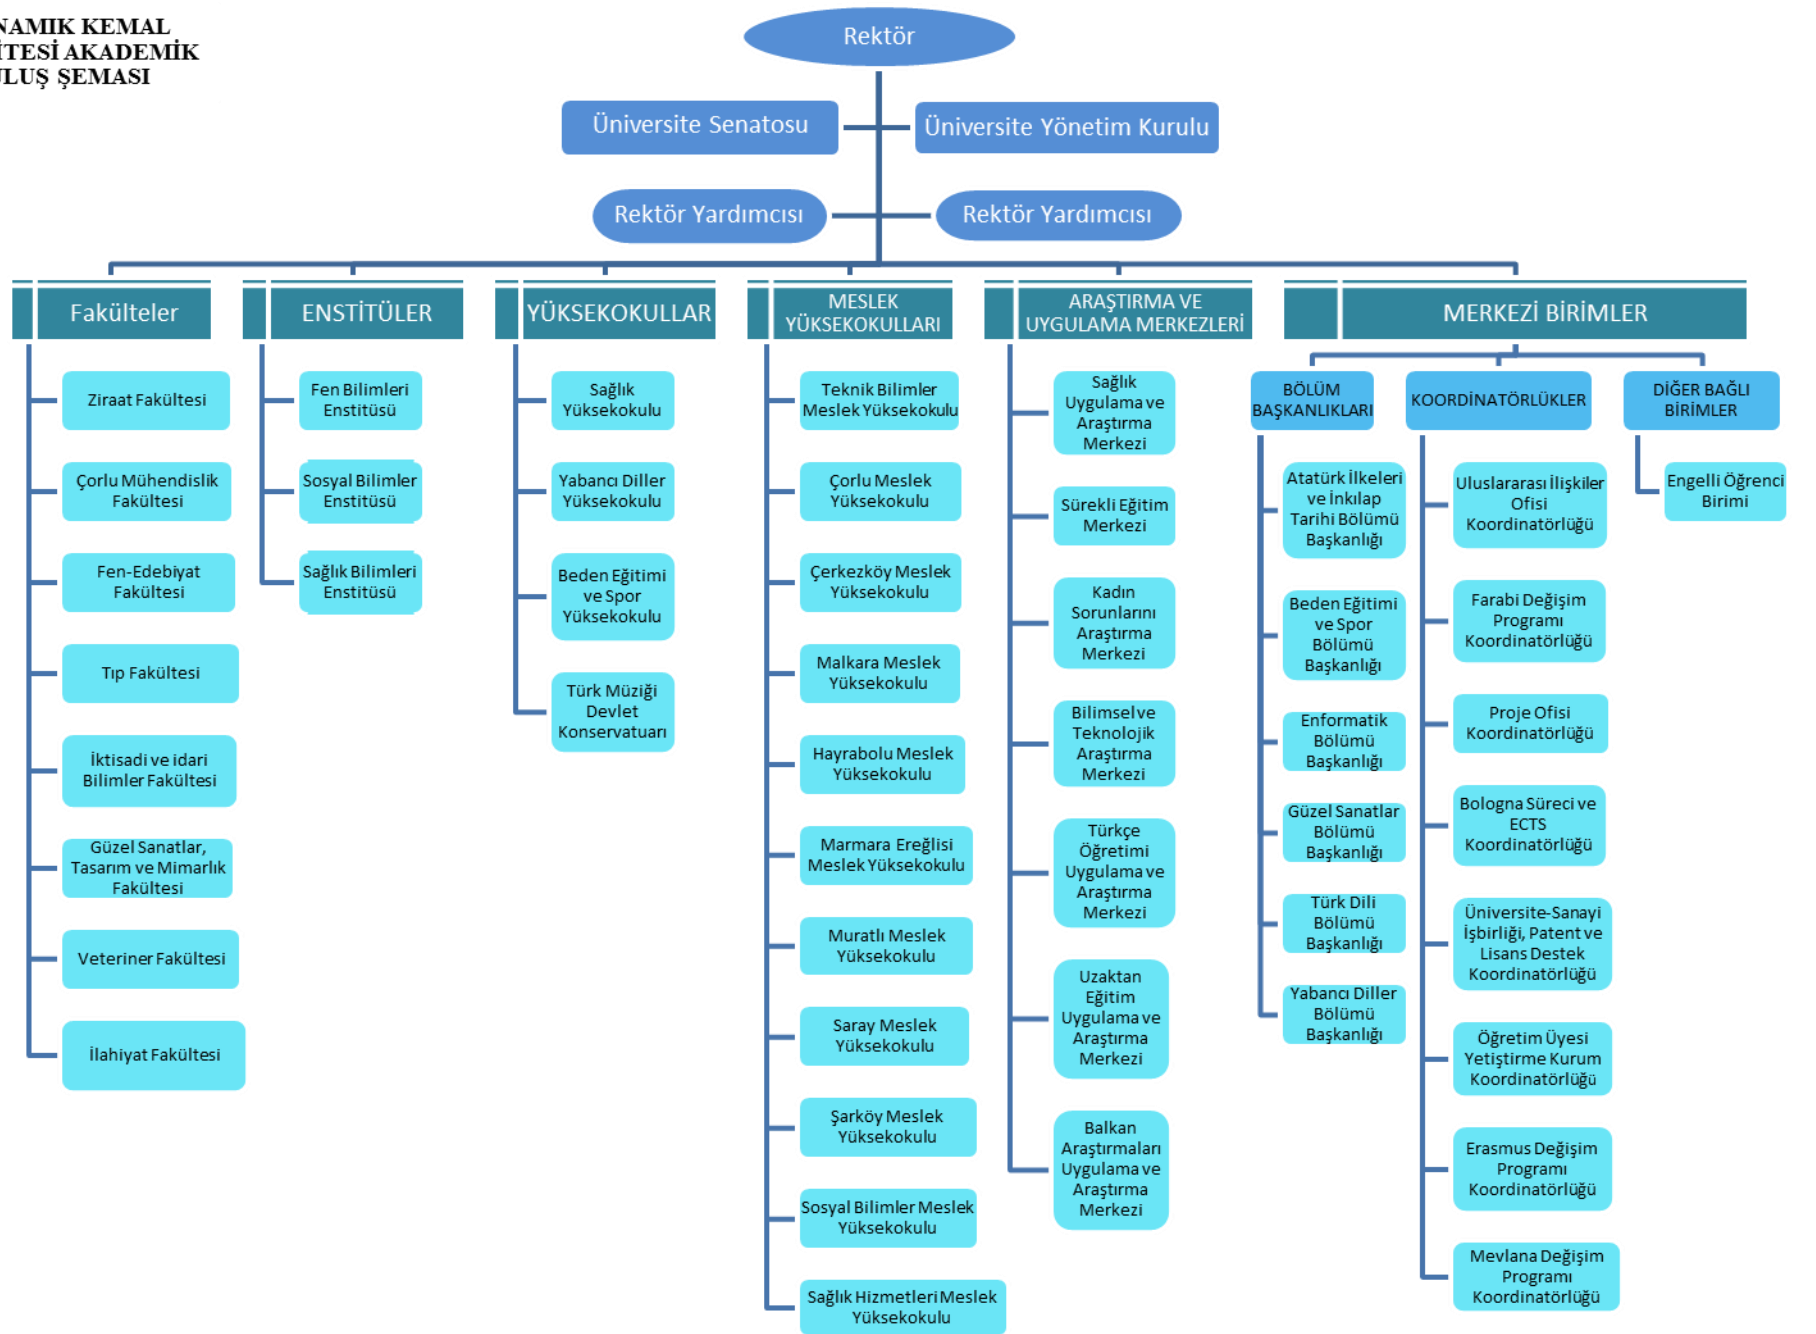 NAMIK KEMAL
AKADEMİK
ŞEMASI
Rektör
Üniversite Senatosu
Üniversite Yönetim Kurulu
Rektör Yardımcısı
Rektör Yardımcısı
Fakülteler
Ziraat Fakültesi
Çorlu Mühendislik
Fakültesi
Fen-Edebiyat
Fakültesi
Tıp Fakültesi
İktisadi ve idari
Bilimler Fakültesi
Güzel Sanatlar,
Tasarım ve Mimarlık
Fakültesi
Veteriner Fakültesi
İlahiyat Fakültesi
ENSTİTÜLER
Fen Bilimleri
Enstitüsü
Sosyal Bilimler
Enstitüsü
Sağlık Bilimleri
Enstitüsü
YÜKSEKOKULLAR
Sağlık
Yüksekokulu
Yabancı Diller
Yüksekokulu
Beden Eğitimi
ve Spor
Yüksekokulu
Türk Müziği
Devlet
Konservatuarı
MESLEK
YÜKSEKOKULLARI
Teknik Bilimler
Meslek Yüksekokulu
Çorlu Meslek
Yüksekokulu
Çerkezköy Meslek
Yüksekokulu
Malkara Meslek
Yüksekokulu
Hayrabolu Meslek
Yüksekokulu
Marmara Ereğlisi
Meslek Yüksekokulu
Muratlı Meslek
Yüksekokulu
Saray Meslek
Yüksekokulu
Şarköy Meslek
Yüksekokulu
Sosyal Bilimler Meslek
Yüksekokulu
Sağlık Hizmetleri Meslek
Yüksekokulu
ARAŞTIRMA VE
UYGULAMA MERKEZLERİ
Sağlık
Uygulama ve
Araştırma
Merkezi
Sürekli Eğitim
Merkezi
Kadın
Sorunlarını
Araştırma
Merkezi
Bilimsel ve
Teknolojik
Araştırma
Merkezi
Türkçe
Öğretimi
Uygulama ve
Araştırma
Merkezi
Uzaktan
Eğitim
Uygulama ve
Araştırma
Merkezi
Balkan
Araştırmaları
Uygulama ve
Araştırma
Merkezi
MERKEZİ BİRİMLER
BÖLÜM
BAŞKANLIKLARI
Atatürk İlkeleri
ve İnkılap
Tarihi Bölümü
Başkanlığı
Beden Eğitimi
ve Spor
Bölümü
Başkanlığı
Enformatik
Bölümü
Başkanlığı
Güzel Sanatlar
Bölümü
Başkanlığı
Türk Dili
Bölümü
Başkanlığı
Yabancı Diller
Bölümü
Başkanlığı
KOORDİNATÖRLÜKLER
Uluslararası İlişkiler
Ofisi
Koordinatörlüğü
Farabi Değişim
Programı
Koordinatörlüğü
Proje Ofisi
Koordinatörlüğü
Bologna Süreci ve
ECTS
Koordinatörlüğü
Üniversite-Sanayi
İşbirliği, Patent ve
Lisans Destek
Koordinatörlüğü
Öğretim Üyesi
Yetiştirme Kurum
Koordinatörlüğü
Erasmus Değişim
Programı
Koordinatörlüğü
Mevlana Değişim
Programı
Koordinatörlüğü
DİĞER BAĞLI
BİRİMLER
Engelli Öğrenci
Birimi